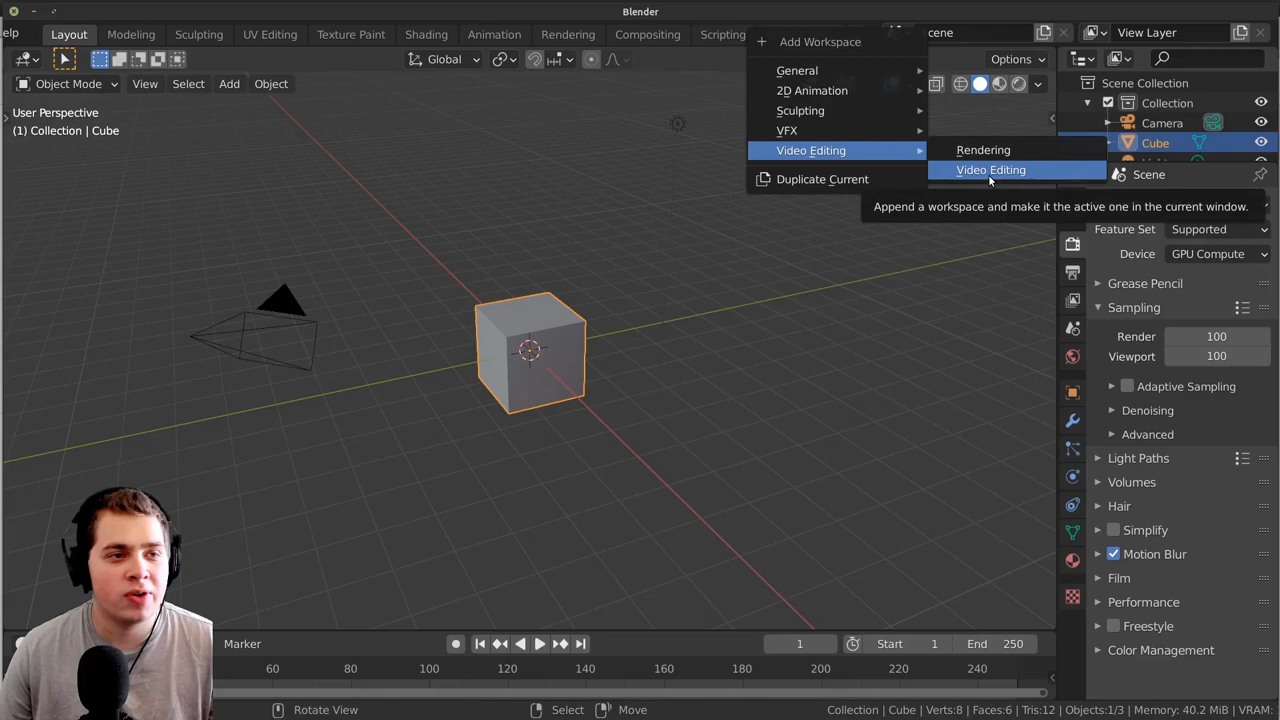 Blender
elp
Layout
Modeling
Sculpting
UV Editing
Texture Paint
Shading
Animation
Rendering
Compositing
Scripting
cene
View Layer
Add Workspace
General
2D Animation
Sculpting
VFX
Video Editing
Duplicate Current
Rendering
Video Editing
Append a workspace and make it the active one in the current window.
Global
Options
Object Mode
View
Select
Add
Object
User Perspective
(1) Collection | Cube
Scene Collection
Collection
Camera
Cube
Scene
Feature Set
Supported
Device
GPU Compute
Grease Pencil
Sampling
Render
100
Viewport
100
Adaptive Sampling
Denoising
Advanced
Light Paths
Volumes
Hair
Simplify
Motion Blur
Film
Performance
Freestyle
Color Management
Marker
1
Start 1
End 250
60 80 100 120 140 160 180 200 220 240
Rotate View
Select
Move
Collection | Cube | Verts:8 | Faces:6 | Tris:12 | Objects:1/3 | Memory: 40.2 MiB | VRAM: